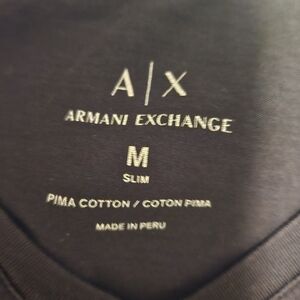 A|X
ARMANI EXCHANGE
M
SLIM
PIMA COTTON / COTON PIMA
MADE IN PERU